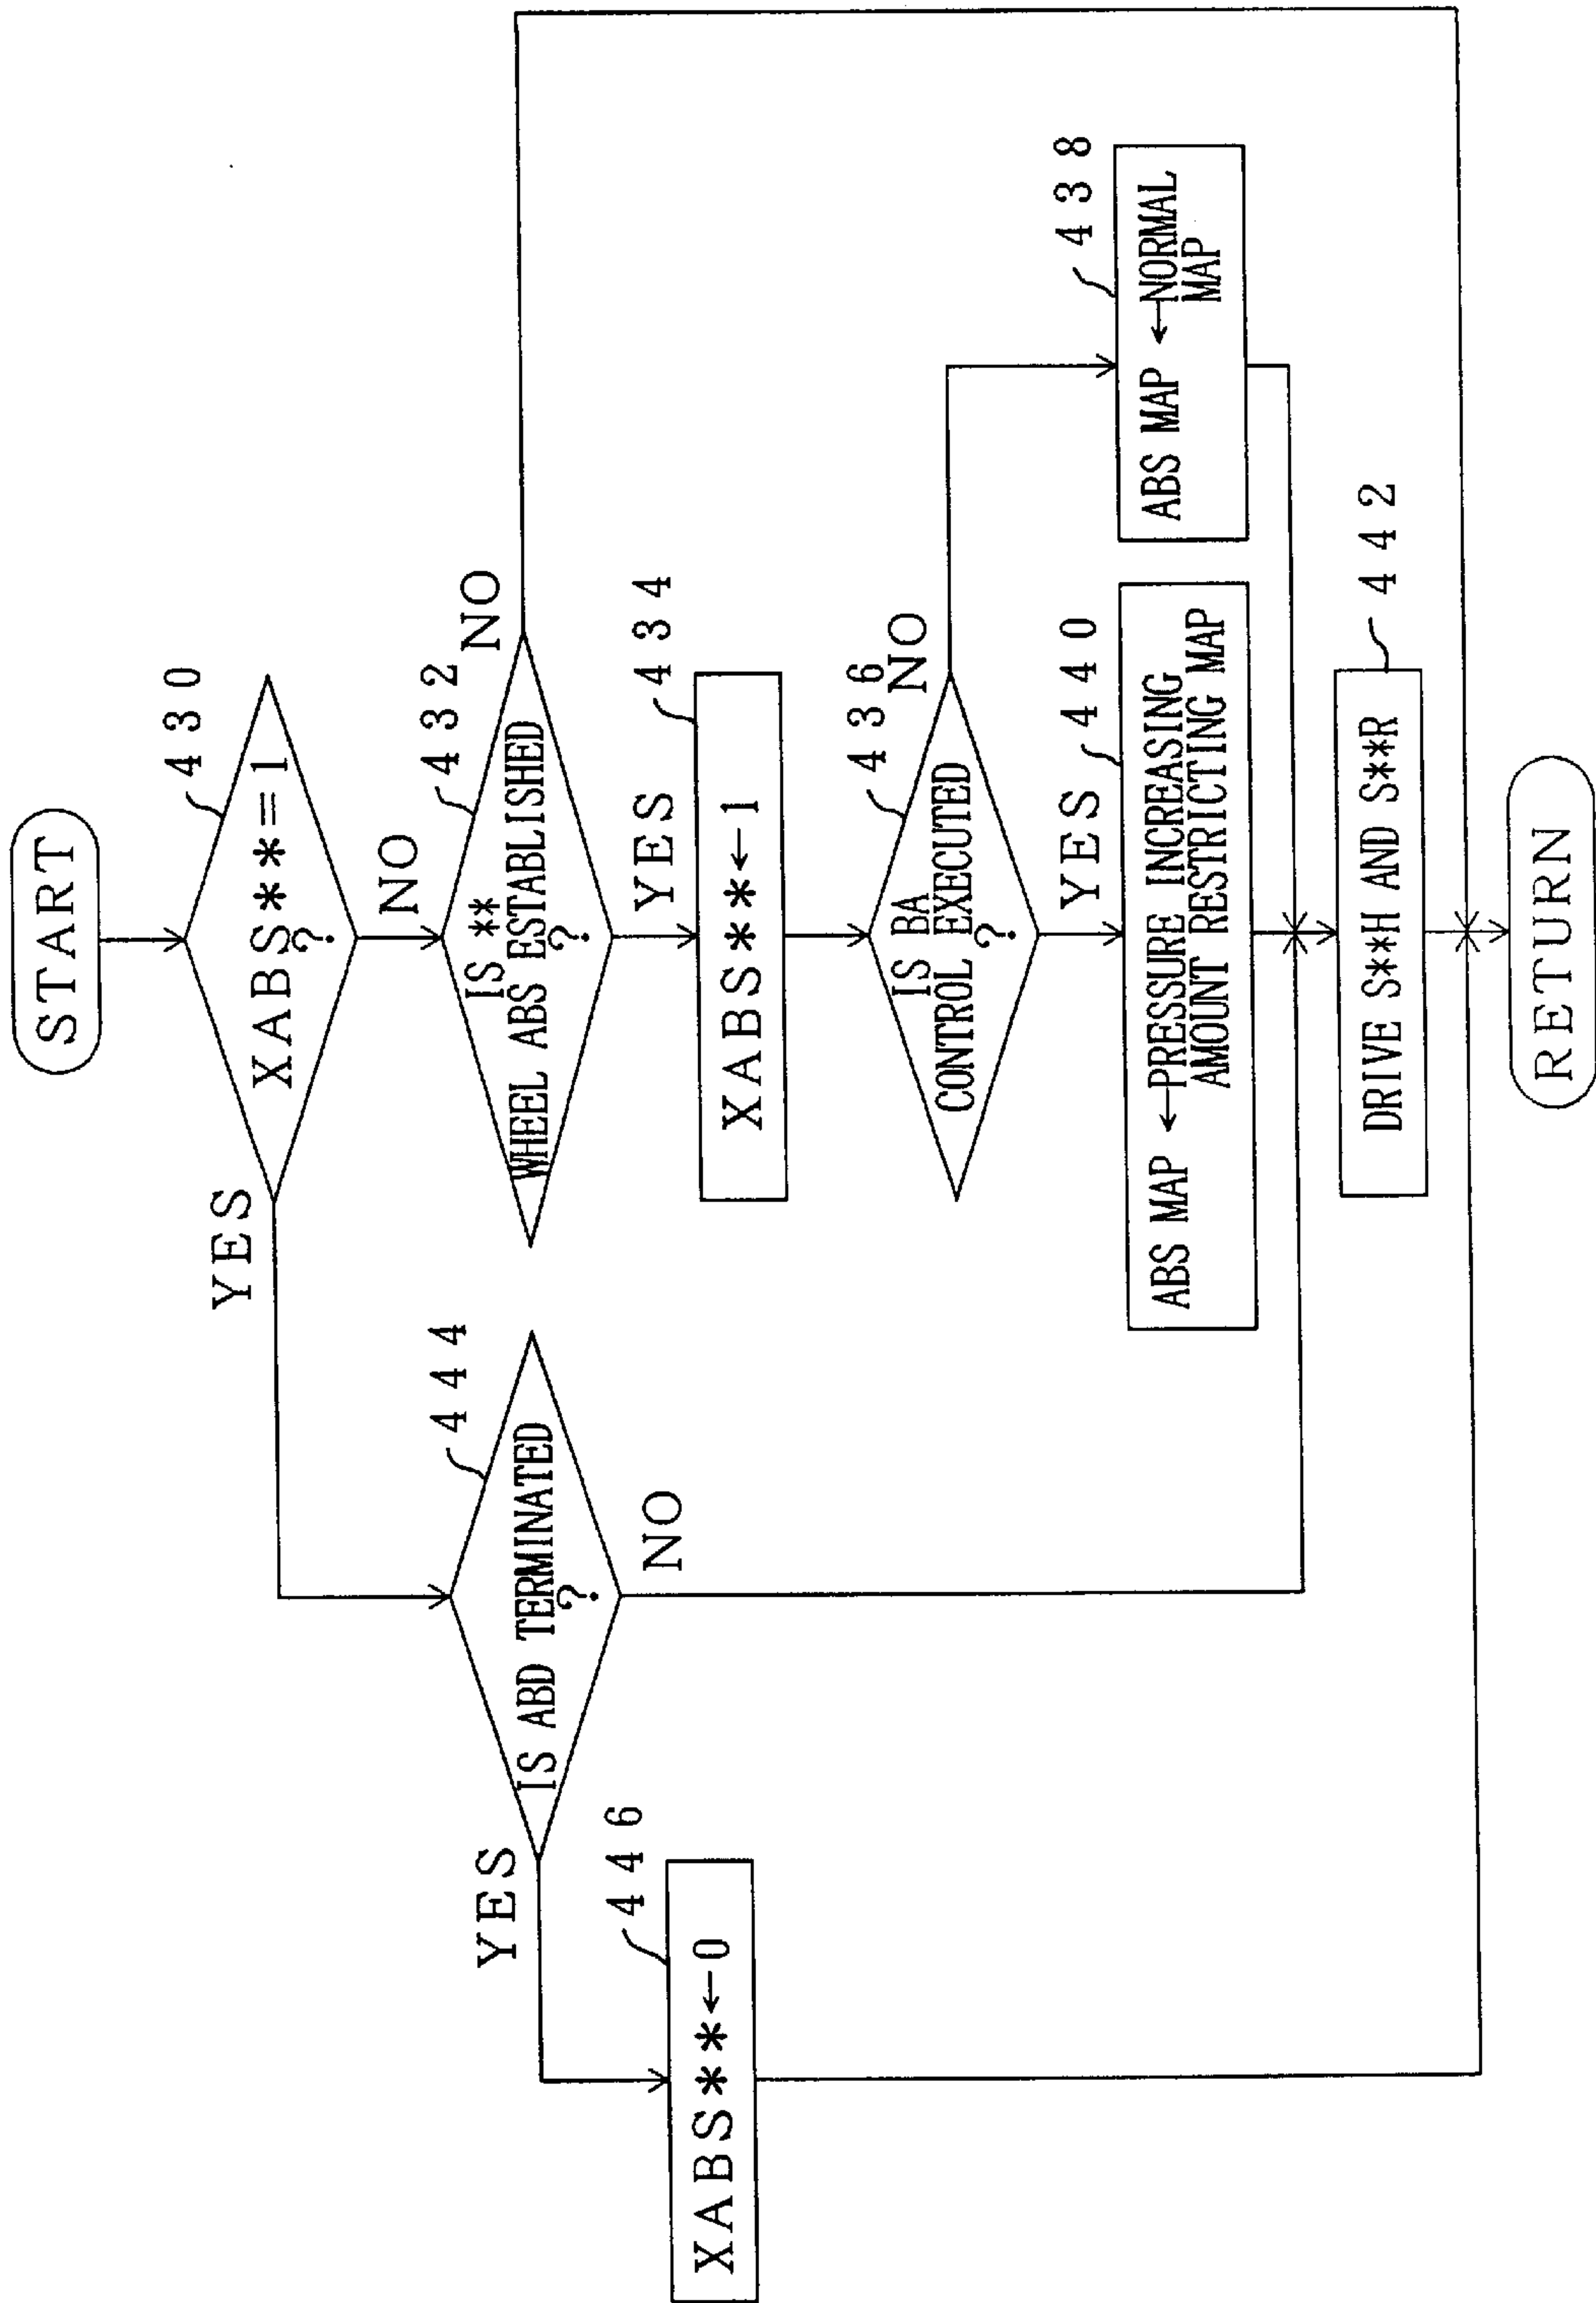 START
430
XABS**=1
?
YES
NO
432
IS **
WHEEL ABS ESTABLISHED
?
NO
YES
444
IS ABD TERMINATED
?
YES
NO
434
XABS**←1
446
XABS**←0
436
IS BA
CONTROL EXECUTED
?
NO
YES
440
ABS MAP ←PRESSURE INCREASING
AMOUNT RESTRICTING MAP
438
ABS MAP ←NORMAL
MAP
442
DRIVE S**H AND S**R
RETURN